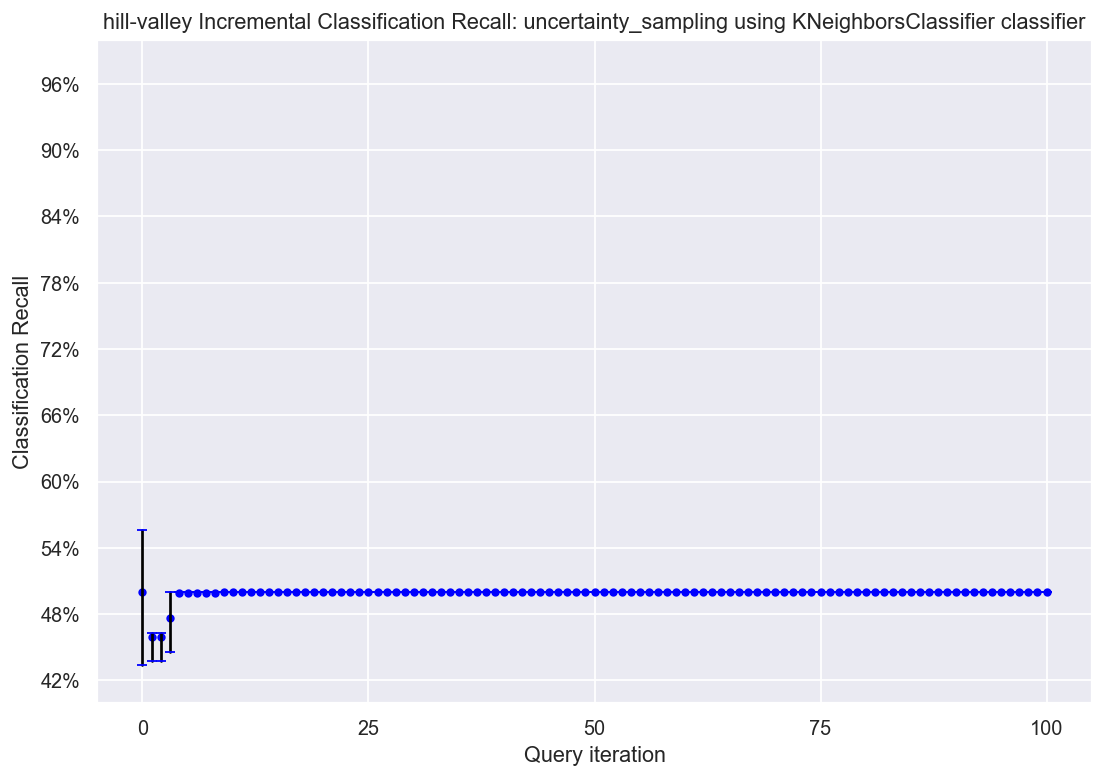 hill-valley Incremental Classification Recall: uncertainty_sampling using KNeighborsClassifier classifier
96%
90%
84%
78%
72%
66%
60%
54%
48%
42%
Classification Recall
0 25 50 75 100
Query iteration